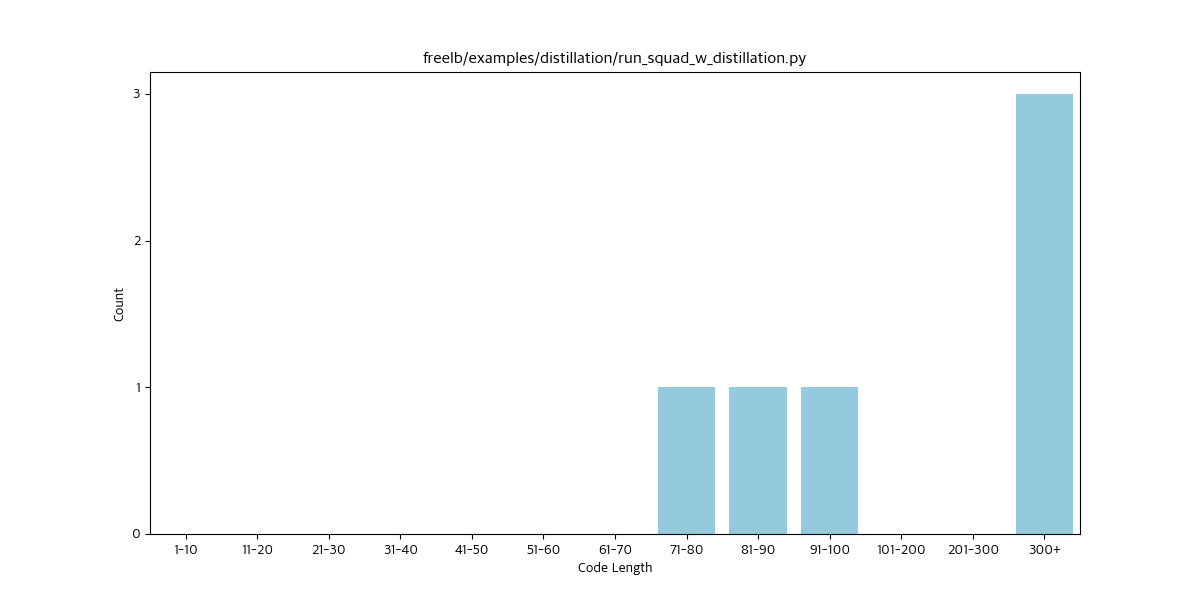 freelb/examples/distillation/run_squad_w_distillation.py
3
2
1
0
Count
1-10 11-20 21-30 31-40 41-50 51-60 61-70 71-80 81-90 91-100 101-200 201-300 300+
Code Length